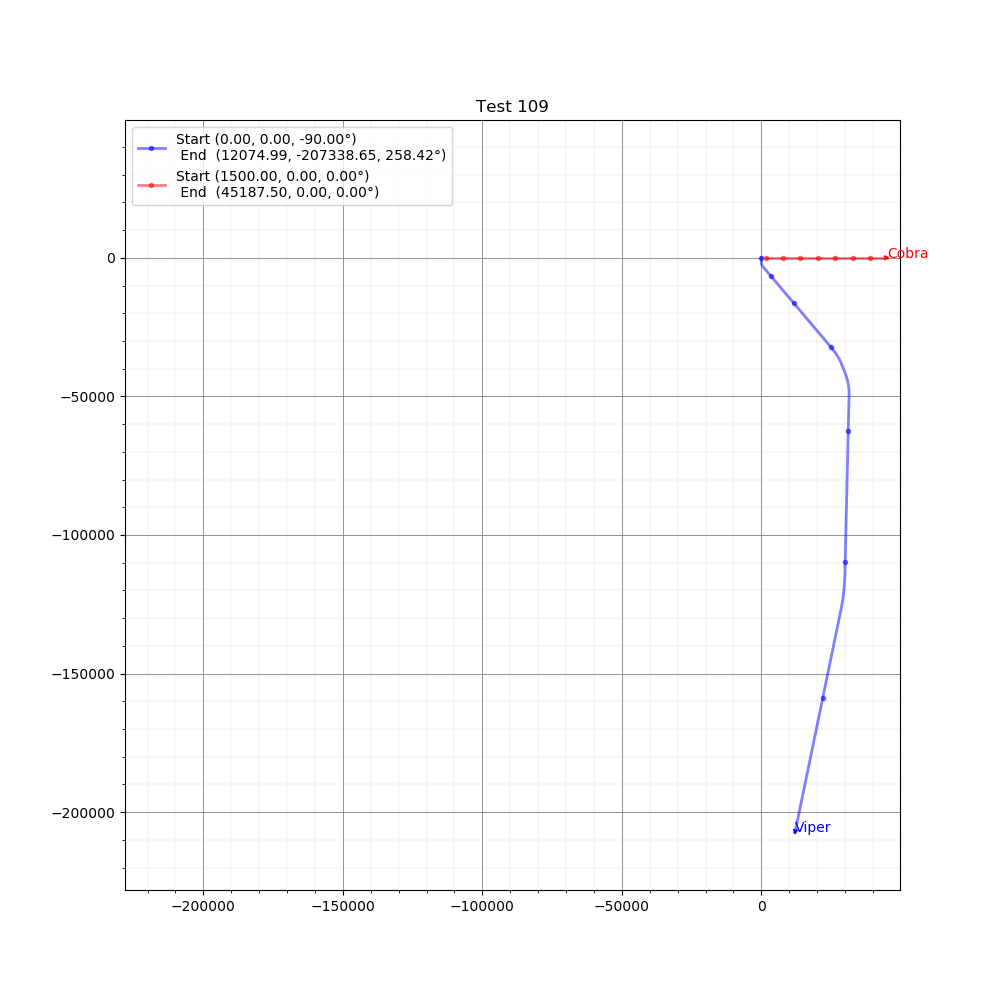 Test 109
Start (0.00, 0.00, -90.00°)
End  (12074.99, -207338.65, 258.42°)
Start (1500.00, 0.00, 0.00°)
End  (45187.50, 0.00, 0.00°)
Cobra
Viper
0
−50000
−100000
−150000
−200000
−200000
−150000
−100000
−50000
0